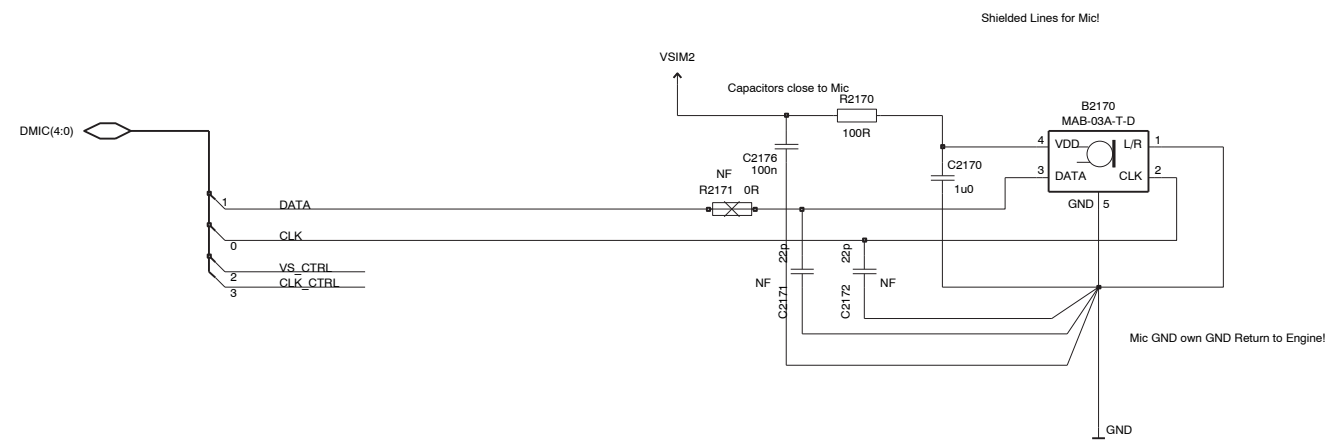 Shielded Lines for Mic!
VSIM2
Capacitors close to Mic
R2170
100R
B2170
MAB-03A-T-D
DMIC(4:0)
4 VDD L/R 1
C2176
100n
C2170
1u0
3 DATA CLK 2
NF
R2171 0R
GND 5
1 DATA
0 CLK
22p
22p
2 VS_CTRL
3 CLK_CTRL
NF
C2171
C2172
NF
Mic GND own GND Return to Engine!
GND